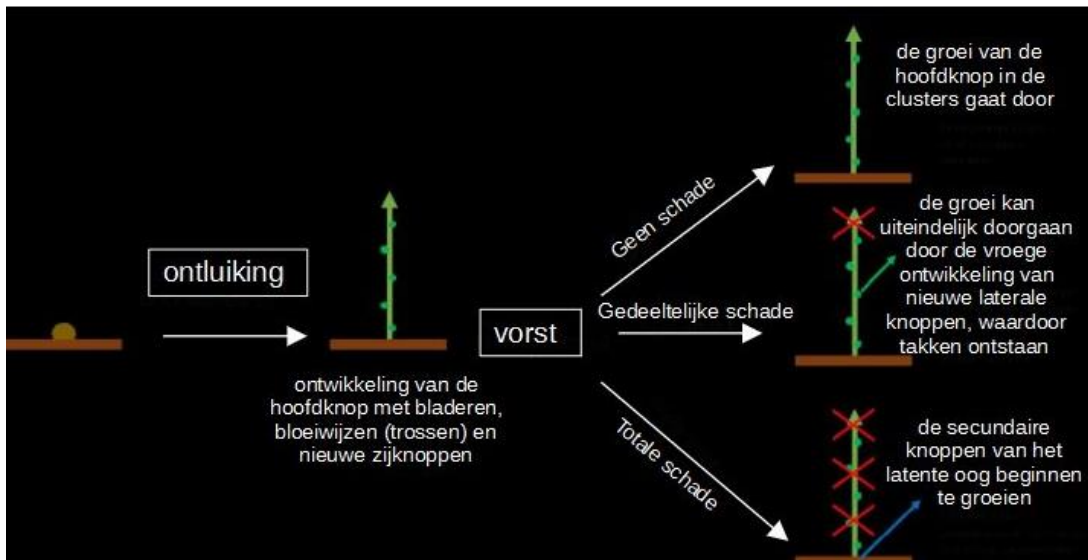 ontluiking
ontwikkeling van de
hoofdknop met bladeren,
bloeiwijzen (trossen) en
nieuwe zijknoppen
vorst
Geen schade
de groei van de
hoofdknop in de
clusters gaat door
Gedeeltelijke schade
de groei kan
uiteindelijk doorgaan
door de vroege
ontwikkeling van
nieuwe laterale
knoppen, waardoor
takken ontstaan
Totale schade
de secundaire
knoppen van het
latente oog beginnen
te groeien